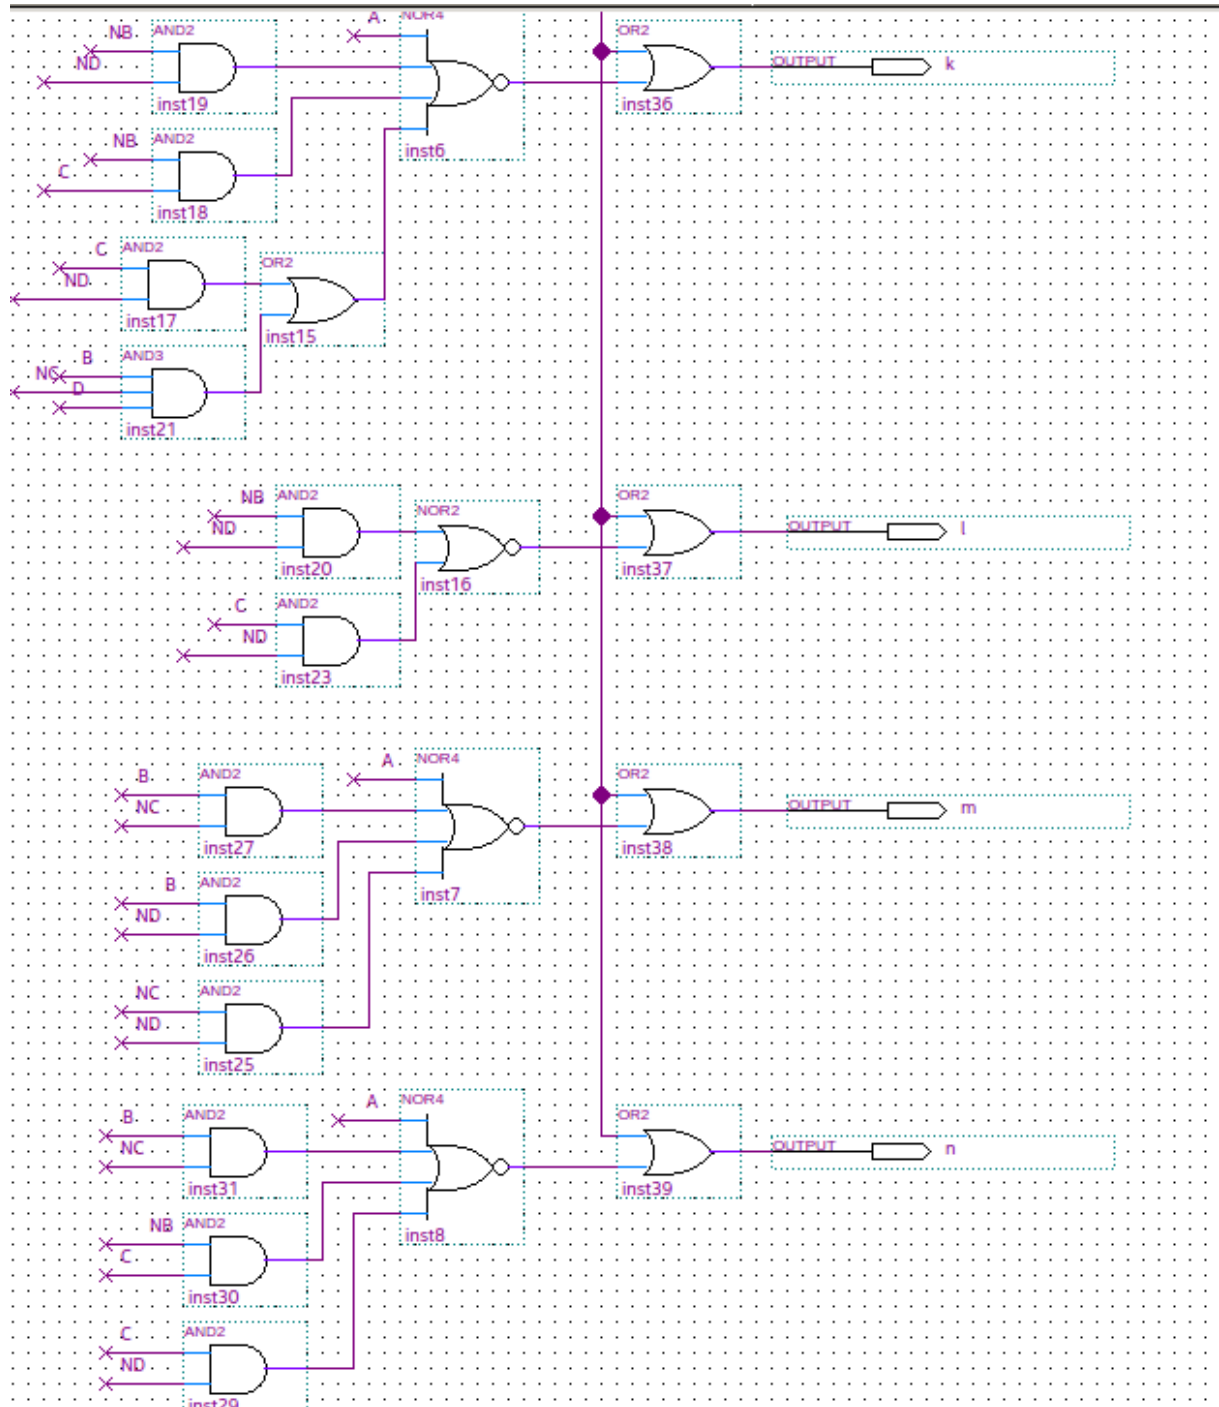 A
NOR4
NB
AND2
ND
inst19
OR2
OUTPUT
k
inst36
inst6
NB
AND2
C
inst18
C
AND2
ND
inst17
OR2
inst15
B
AND3
NC
D
inst21
NB
AND2
ND
inst20
NOR2
inst16
OR2
OUTPUT
l
inst37
C
AND2
ND
inst23
A
NOR4
B
AND2
NC
inst27
OR2
OUTPUT
m
inst38
inst7
B
AND2
ND
inst26
NC
AND2
ND
inst25
A
NOR4
B
AND2
NC
inst31
OR2
OUTPUT
n
inst39
inst8
NB
AND2
C
inst30
C
AND2
ND
inst29